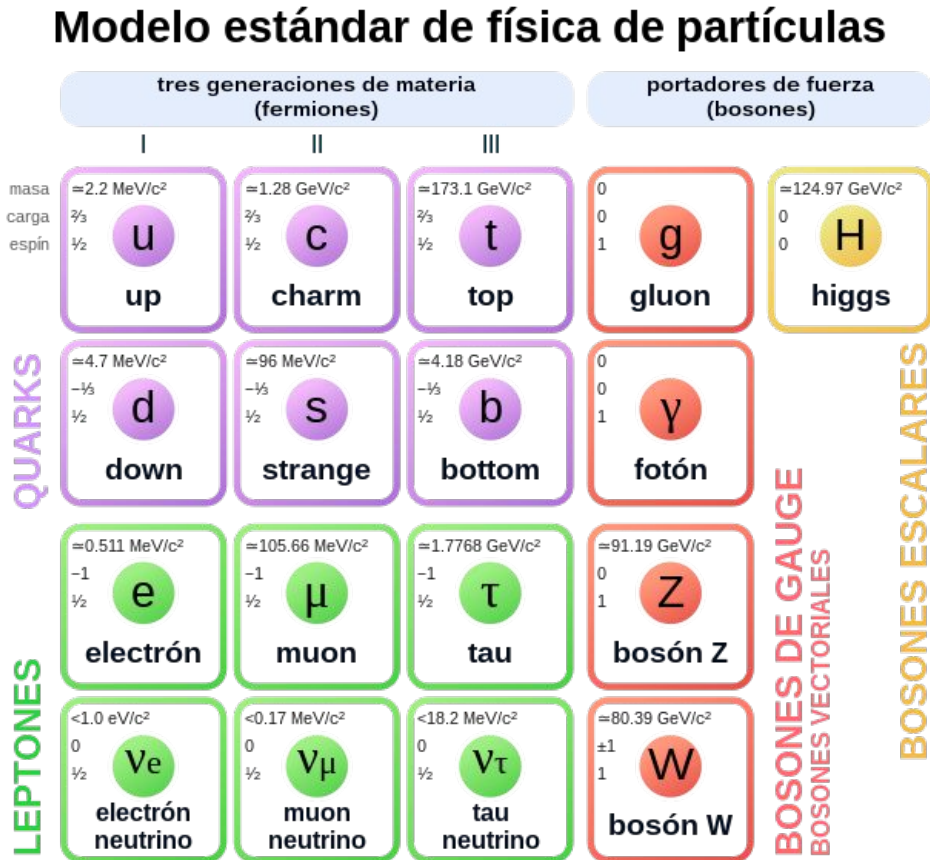 Modelo estándar de física de partículas
tres generaciones de materia
(fermiones)
portadores de fuerza
(bosones)
I
II
III
masa
carga
espín
≃2.2 MeV/c²
⅔
½
u
up
≃1.28 GeV/c²
⅔
½
c
charm
≃173.1 GeV/c²
⅔
½
t
top
0
0
1
g
gluon
≃124.97 GeV/c²
0
0
H
higgs
QUARKS
≃4.7 MeV/c²
−⅓
½
d
down
≃96 MeV/c²
−⅓
½
s
strange
≃4.18 GeV/c²
−⅓
½
b
bottom
0
0
1
γ
fotón
LEPTONES
≃0.511 MeV/c²
−1
½
e
electrón
≃105.66 MeV/c²
−1
½
μ
muon
≃1.7768 GeV/c²
−1
½
τ
tau
≃91.19 GeV/c²
0
1
Z
bosón Z
<1.0 eV/c²
0
½
νe
electrón
neutrino
<0.17 MeV/c²
0
½
νμ
muon
neutrino
<18.2 MeV/c²
0
½
ντ
tau
neutrino
≃80.39 GeV/c²
±1
1
W
bosón W
BOSONES DE GAUGE
BOSONES VECTORIALES
BOSONES ESCALARES